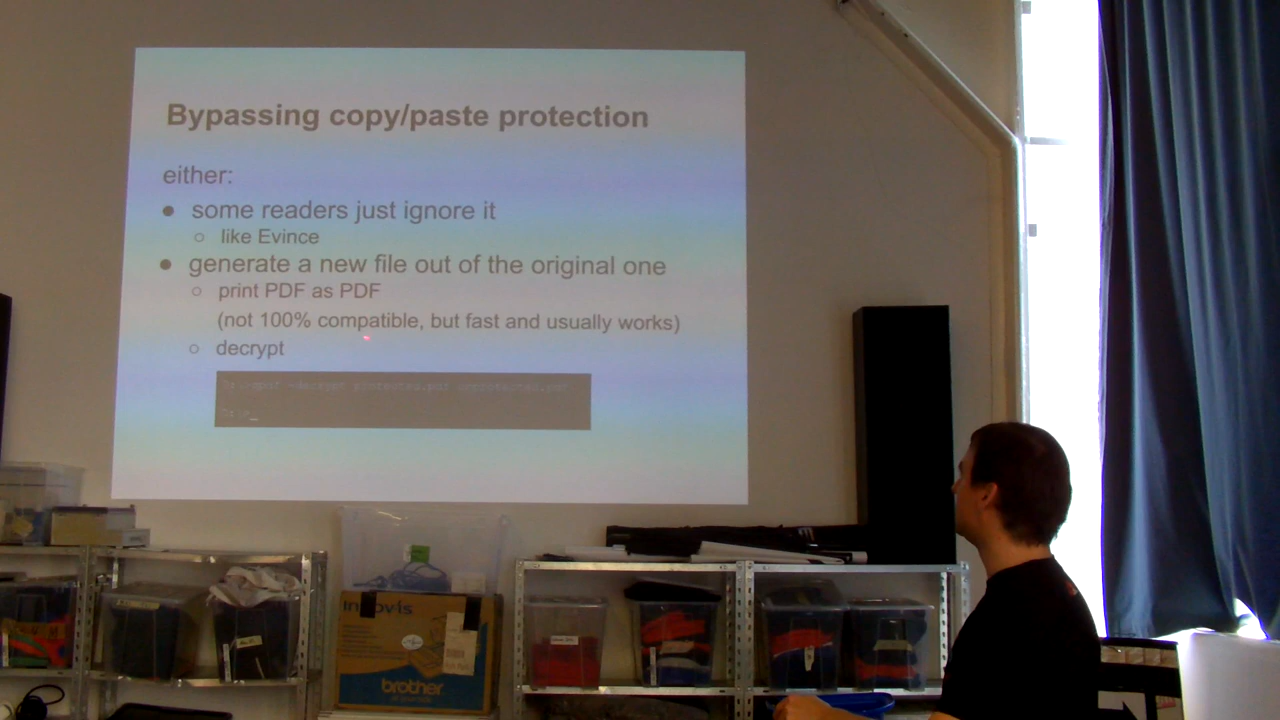 Bypassing copy/paste protection
either:
● some readers just ignore it
○ like Evince
● generate a new file out of the original one
○ print PDF as PDF
(not 100% compatible, but fast and usually works)
○ decrypt
brother